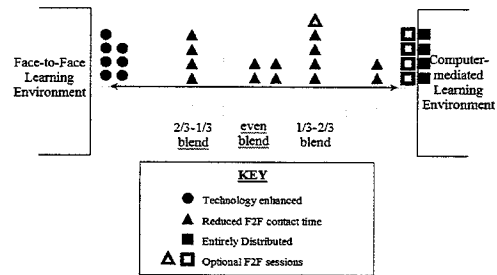 Face-to-Face
Learning
Environment
Computer-
mediated
Learning
Environment
2/3-1/3
blend
even
blend
1/3-2/3
blend
KEY
Technology enhanced
Reduced F2F contact time
Entirely Distributed
Optional F2F sessions